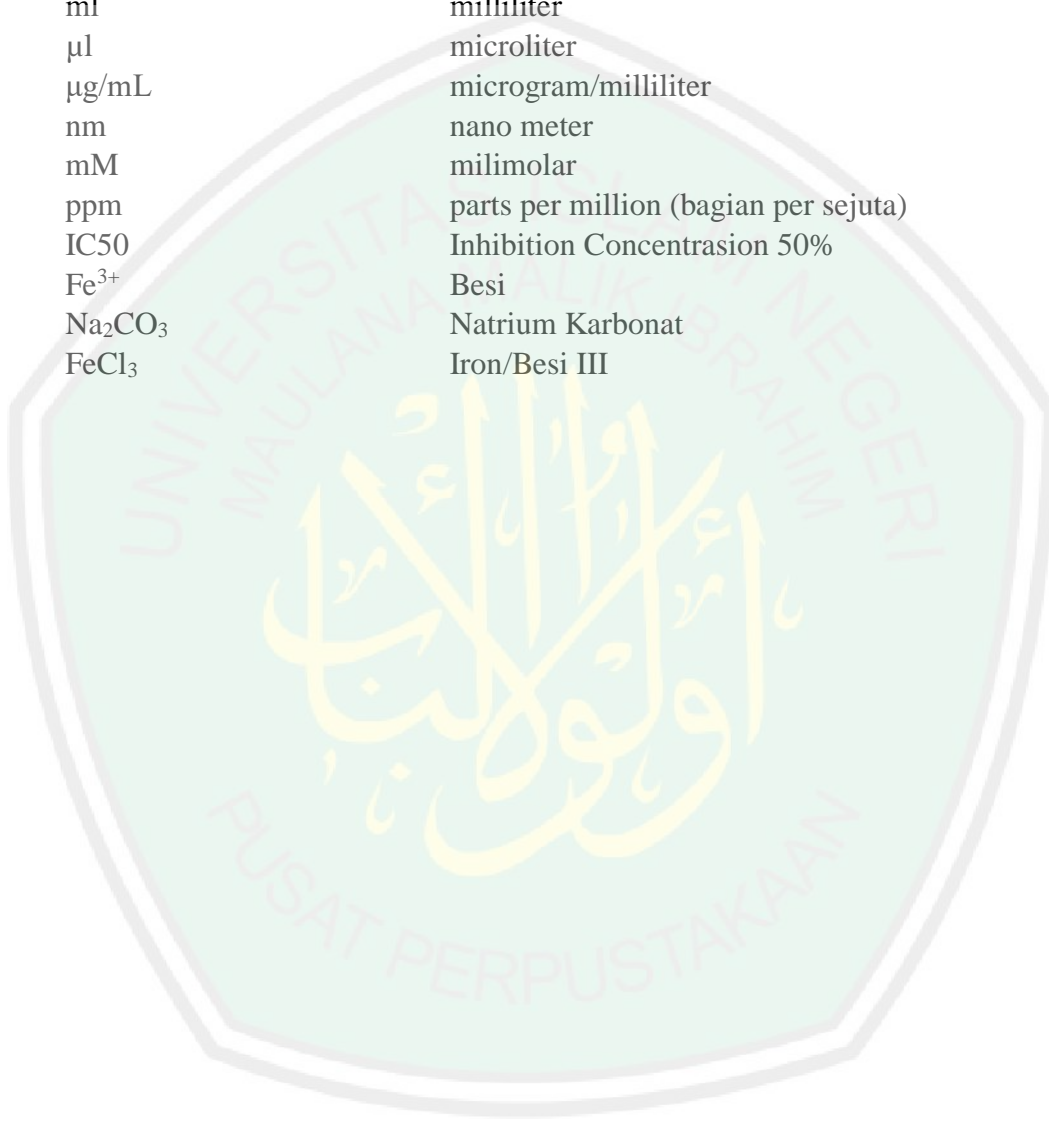 ml milliliter
µl microliter
µg/mL microgram/milliliter
nm nano meter
mM milimolar
ppm parts per million (bagian per sejuta)
IC50 Inhibition Concentrasion 50%
Fe³⁺ Besi
Na₂CO₃ Natrium Karbonat
FeCl₃ Iron/Besi III
UNIVERSITAS ISLAM NEGERI
MAULANA MALIK IBRAHIM
أولوا الألباب
PUSAT PERPUSTAKAAN